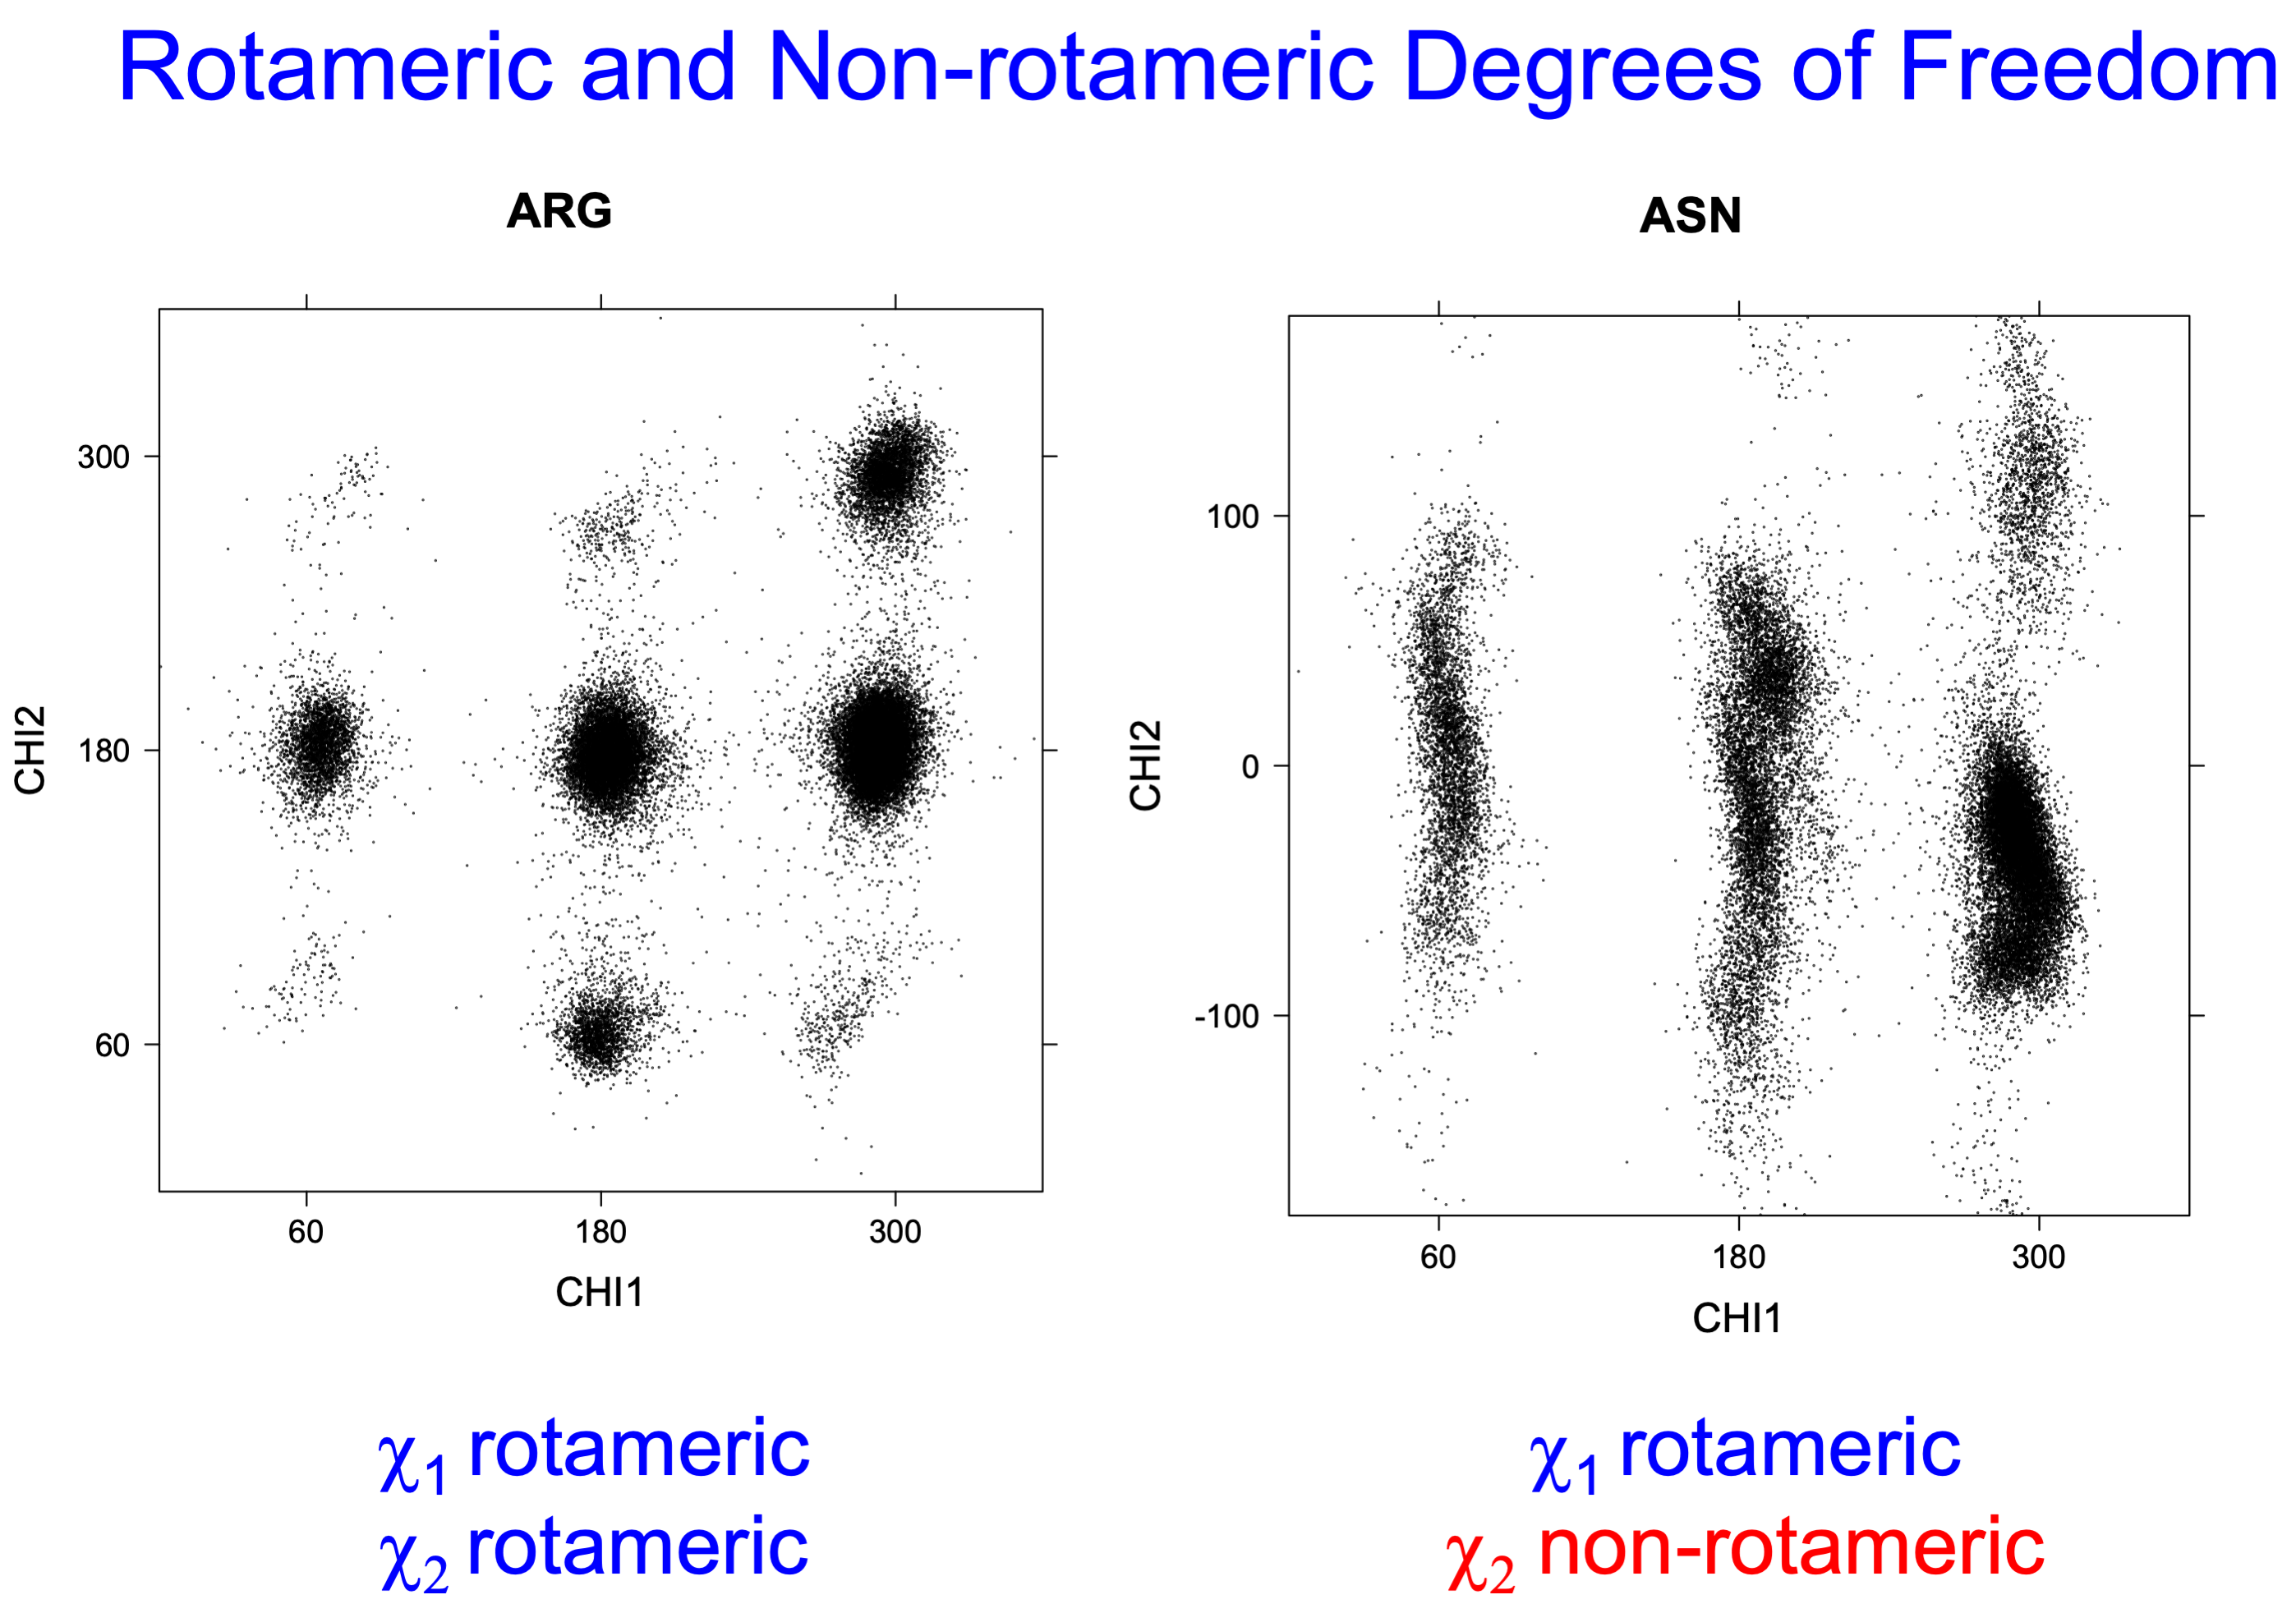 Rotameric and Non-rotameric Degrees of Freedom
ARG
300
180
60
CHI2
60 180 300
CHI1
χ1 rotameric
χ2 rotameric
ASN
100
0
-100
CHI2
60 180 300
CHI1
χ1 rotameric
χ2 non-rotameric